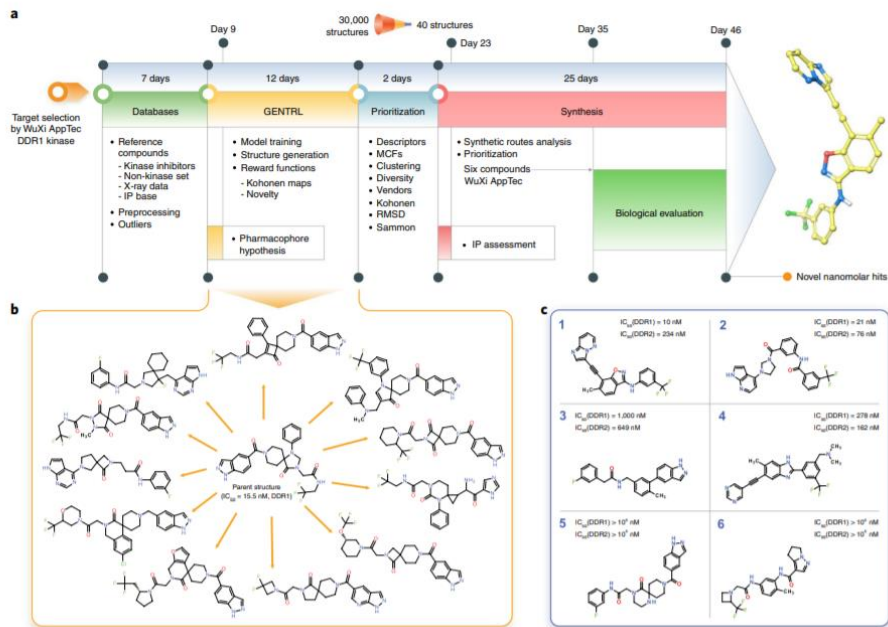 a
30,000
structures
40 structures
Day 9
Day 23
Day 35
Day 46
7 days
12 days
2 days
25 days
Databases
GENTRL
Prioritization
Synthesis
Target selection
by WuXi AppTec
DDR1 kinase
• Reference
compounds
- Kinase inhibitors
- Non-kinase set
- X-ray data
- IP base
• Preprocessing
• Outliers
• Model training
• Structure generation
• Reward functions
- Kohonen maps
- Novelty
• Pharmacophore
hypothesis
• Descriptors
• MCFs
• Clustering
• Diversity
• Vendors
• Kohonen
• RMSD
• Sammon
• Synthetic routes analysis
• Prioritization
Six compounds
WuXi AppTec
• IP assessment
Biological evaluation
Novel nanomolar hits
b
Parent structure
(IC50 = 15.5 nM, DDR1)
c
1
IC50(DDR1) = 10 nM
IC50(DDR2) = 234 nM
2
IC50(DDR1) = 21 nM
IC50(DDR2) = 76 nM
3
IC50(DDR1) = 1,000 nM
IC50(DDR2) = 649 nM
4
IC50(DDR1) = 278 nM
IC50(DDR2) = 162 nM
5
IC50(DDR1) > 10⁴ nM
IC50(DDR2) > 10⁴ nM
6
IC50(DDR1) > 10⁴ nM
IC50(DDR2) > 10⁴ nM